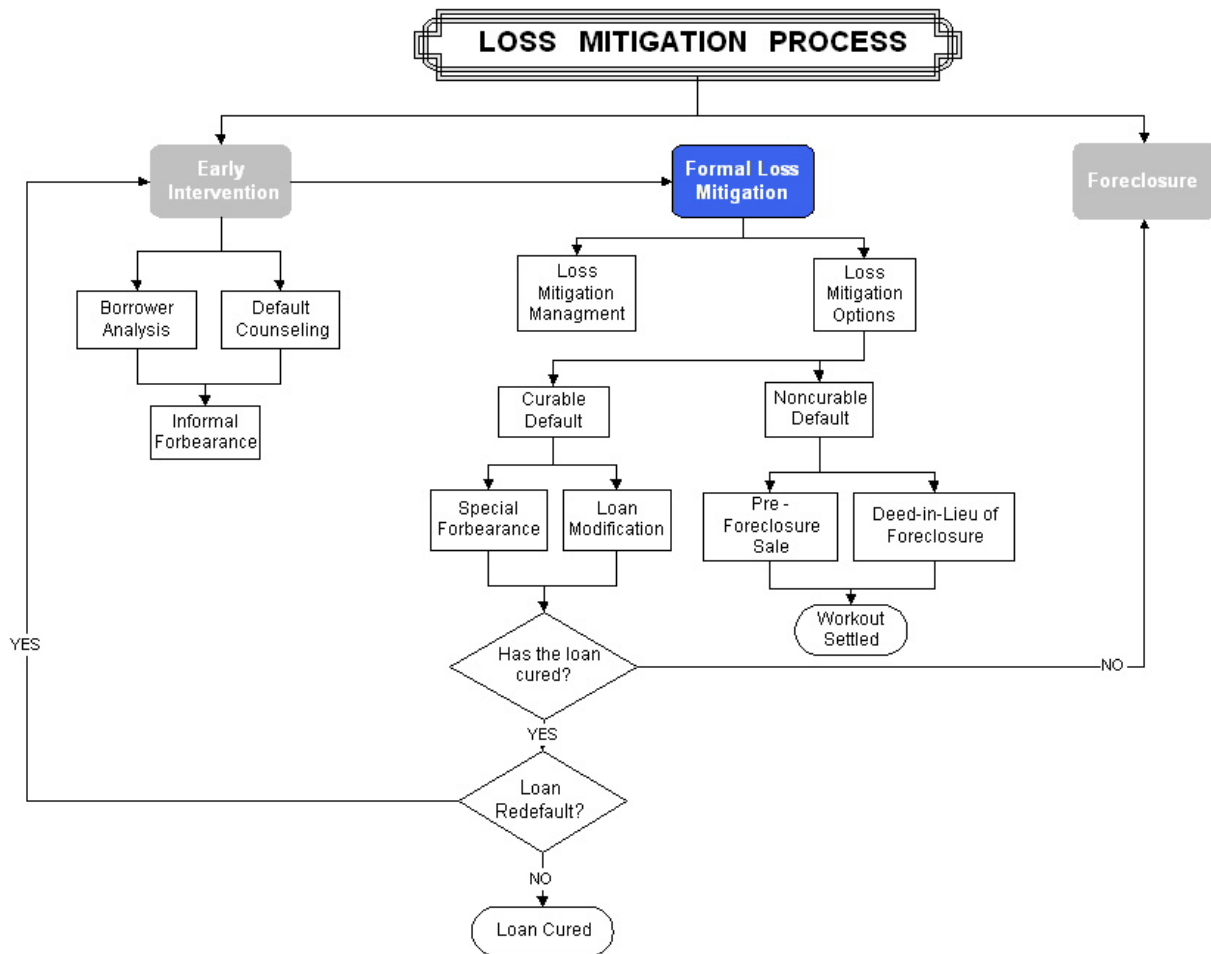 LOSS MITIGATION PROCESS
Early
Intervention
Formal Loss
Mitigation
Foreclosure
Loss
Mitigation
Managment
Loss
Mitigation
Options
Borrower
Analysis
Default
Counseling
Informal
Forbearance
Curable
Default
Noncurable
Default
Special
Forbearance
Loan
Modification
Pre -
Foreclosure
Sale
Deed-in-Lieu of
Foreclosure
Workout
Settled
Has the loan
cured?
NO
YES
YES
Loan
Redefault?
NO
Loan Cured